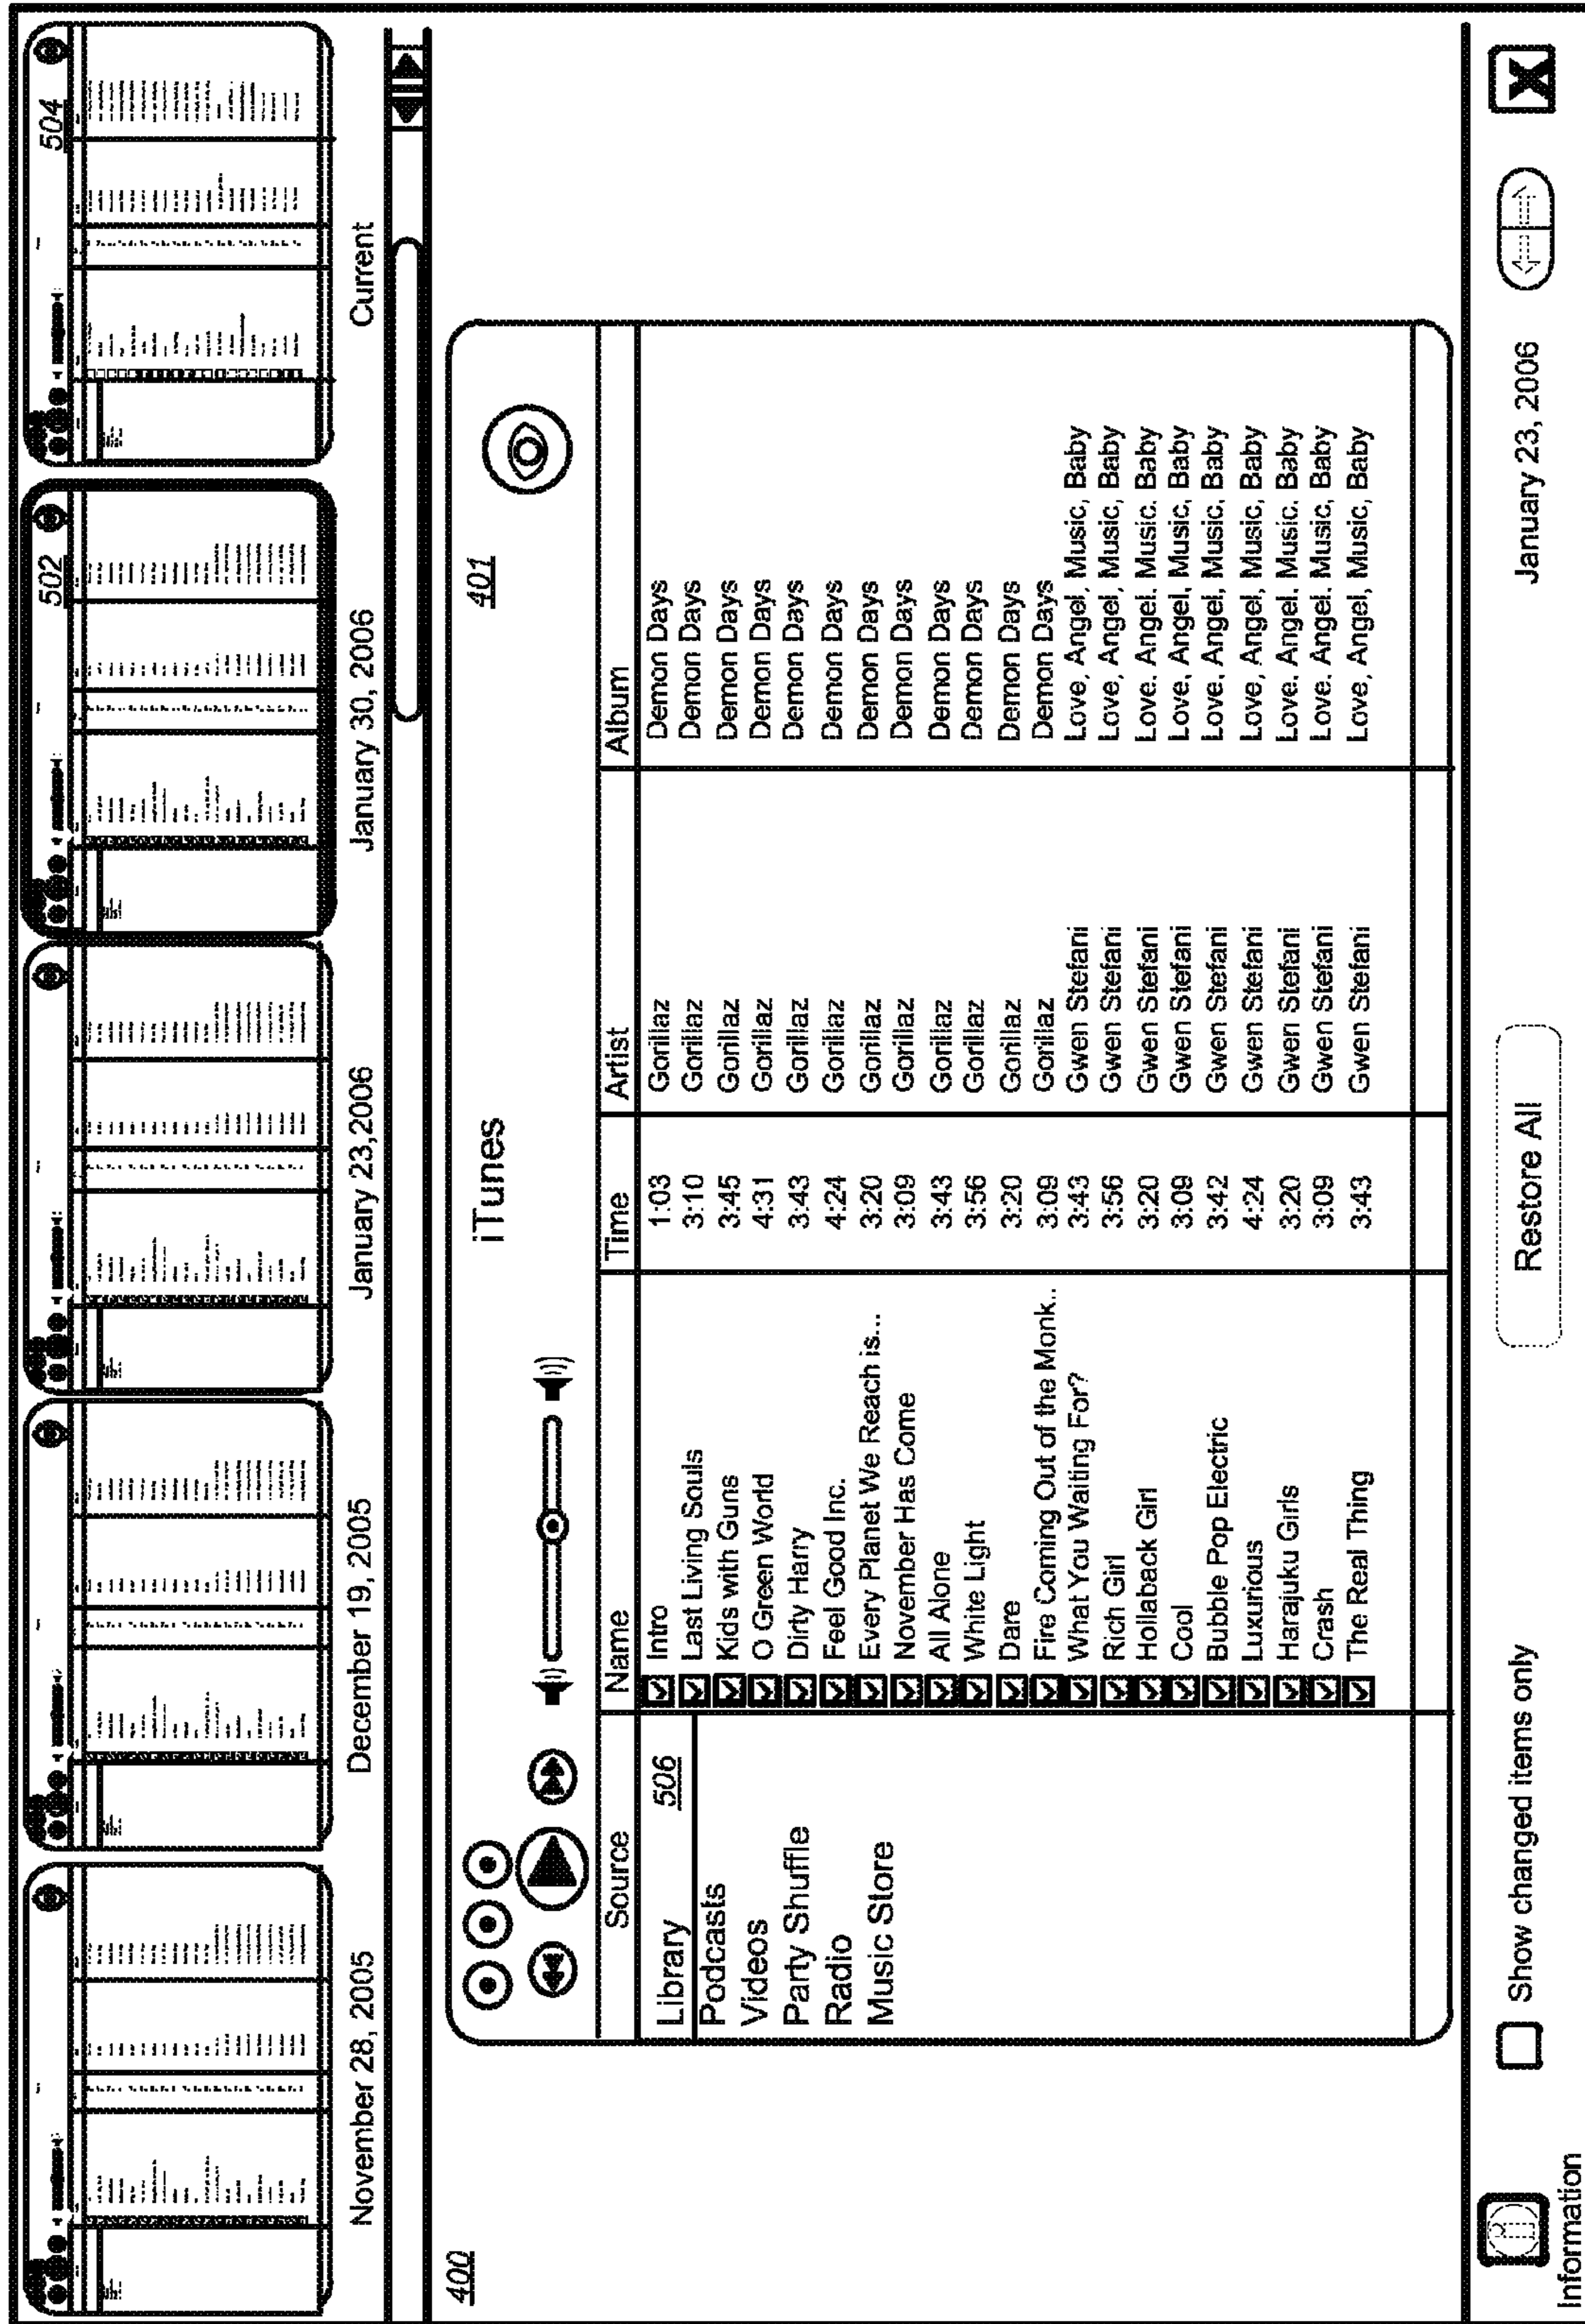 502
504
November 28, 2005
December 19, 2005
January 23,2006
January 30, 2006
Current
400
iTunes
401
Source Name Time Artist Album
Library 506
Podcasts
Videos
Party Shuffle
Radio
Music Store
Intro 1:03 Gorillaz Demon Days
Last Living Souls 3:10 Gorillaz Demon Days
Kids with Guns 3:45 Gorillaz Demon Days
O Green World 4:31 Gorillaz Demon Days
Dirty Harry 3:43 Gorillaz Demon Days
Feel Good Inc. 4:24 Gorillaz Demon Days
Every Planet We Reach is... 3:20 Gorillaz Demon Days
November Has Come 3:09 Gorillaz Demon Days
All Alone 3:43 Gorillaz Demon Days
White Light 3:56 Gorillaz Demon Days
Dare 3:20 Gorillaz Demon Days
Fire Coming Out of the Monk.. 3:09 Gorillaz Demon Days
What You Waiting For? 3:43 Gwen Stefani Love, Angel, Music, Baby
Rich Girl 3:56 Gwen Stefani Love, Angel, Music, Baby
Hollaback Girl 3:20 Gwen Stefani Love. Angel. Music. Baby
Cool 3:09 Gwen Stefani Love, Angel, Music, Baby
Bubble Pop Electric 3:42 Gwen Stefani Love, Angel, Music, Baby
Luxurious 4:24 Gwen Stefani Love, Angel, Music, Baby
Harajuku Girls 3:20 Gwen Stefani Love. Angel. Music. Baby
Crash 3:09 Gwen Stefani Love. Angel. Music, Baby
The Real Thing 3:43 Gwen Stefani Love, Angel, Music, Baby
Information
Show changed items only
Restore All
January 23, 2006
X